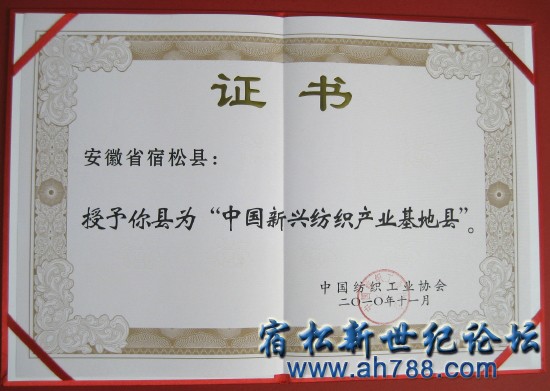 证书
安徽省宿松县：
授予你县为“中国新兴纺织产业基地县”。
中国纺织工业协会
二〇一〇年十一月
宿松新世纪论坛
www.ah788.com